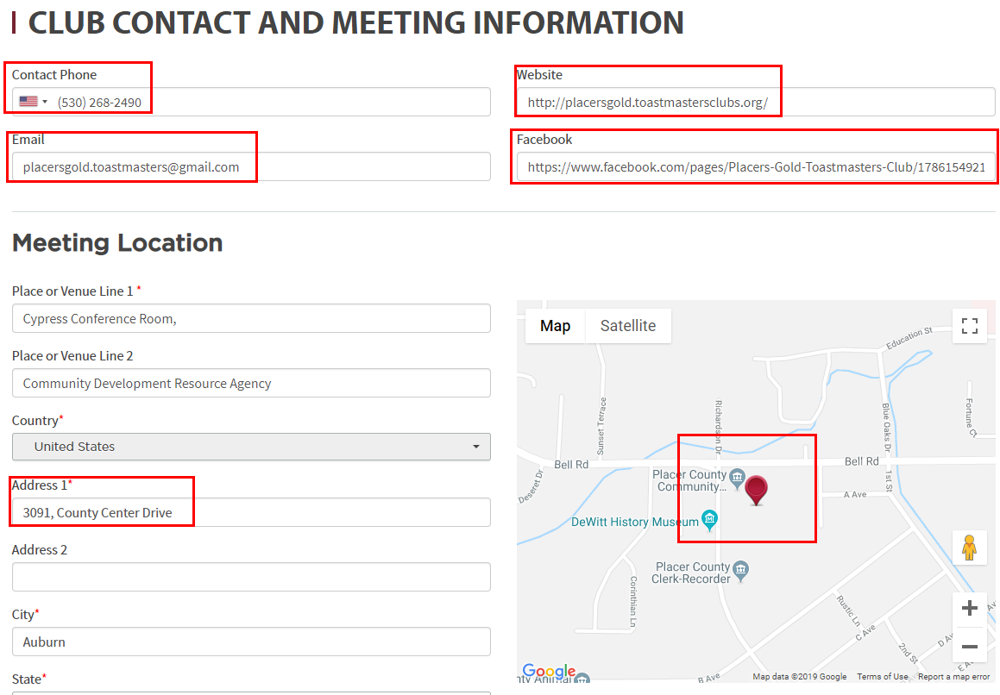 CLUB CONTACT AND MEETING INFORMATION
Contact Phone
(530) 268-2490
Website
http://placersgold.toastmastersclubs.org/
Email
placersgold.toastmasters@gmail.com
Facebook
https://www.facebook.com/pages/Placers-Gold-Toastmasters-Club/1786154921
Meeting Location
Place or Venue Line 1 *
Cypress Conference Room,
Place or Venue Line 2
Community Development Resource Agency
Country*
United States
Address 1*
3091, County Center Drive
Address 2
City*
Auburn
State*
Map
Satellite
Education St
Sunset Terrace
Richardson Dr
Blue Oaks Dr
Fortune Ct
Bell Rd
Bell Rd
1st St
Deseret Dr
Placer County
Community...
A Ave
DeWitt History Museum
Placer County
Clerk-Recorder
Corinthian Ln
Rustic Ln
C Ave
2nd St
D Av
E A
B Ave
Google
nty Animal
Map data ©2019 Google
Terms of Use
Report a map error